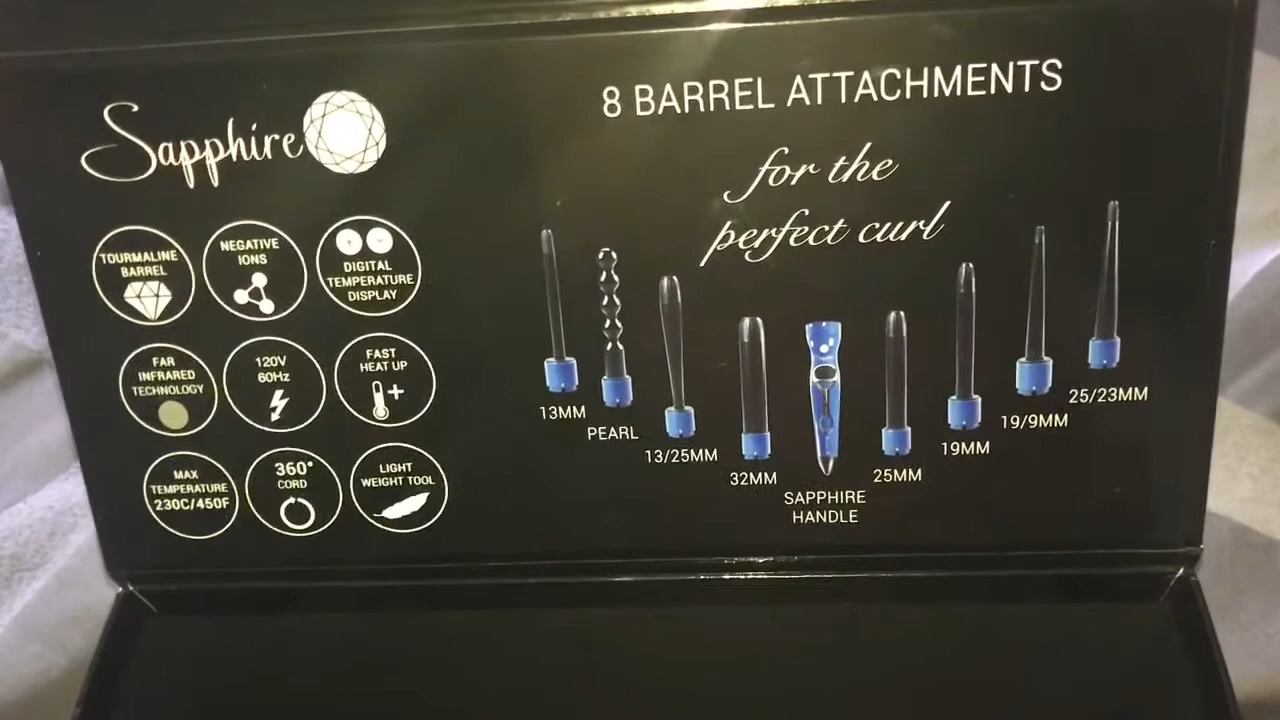 Sapphire
TOURMALINE
BARREL
NEGATIVE
IONS
DIGITAL
TEMPERATURE
DISPLAY
FAR
INFRARED
TECHNOLOGY
120V
60Hz
FAST
HEAT UP
MAX
TEMPERATURE
230C/450F
360°
CORD
LIGHT
WEIGHT TOOL
8 BARREL ATTACHMENTS
for the
perfect curl
13MM
PEARL
13/25MM
32MM
SAPPHIRE
HANDLE
25MM
19MM
19/9MM
25/23MM